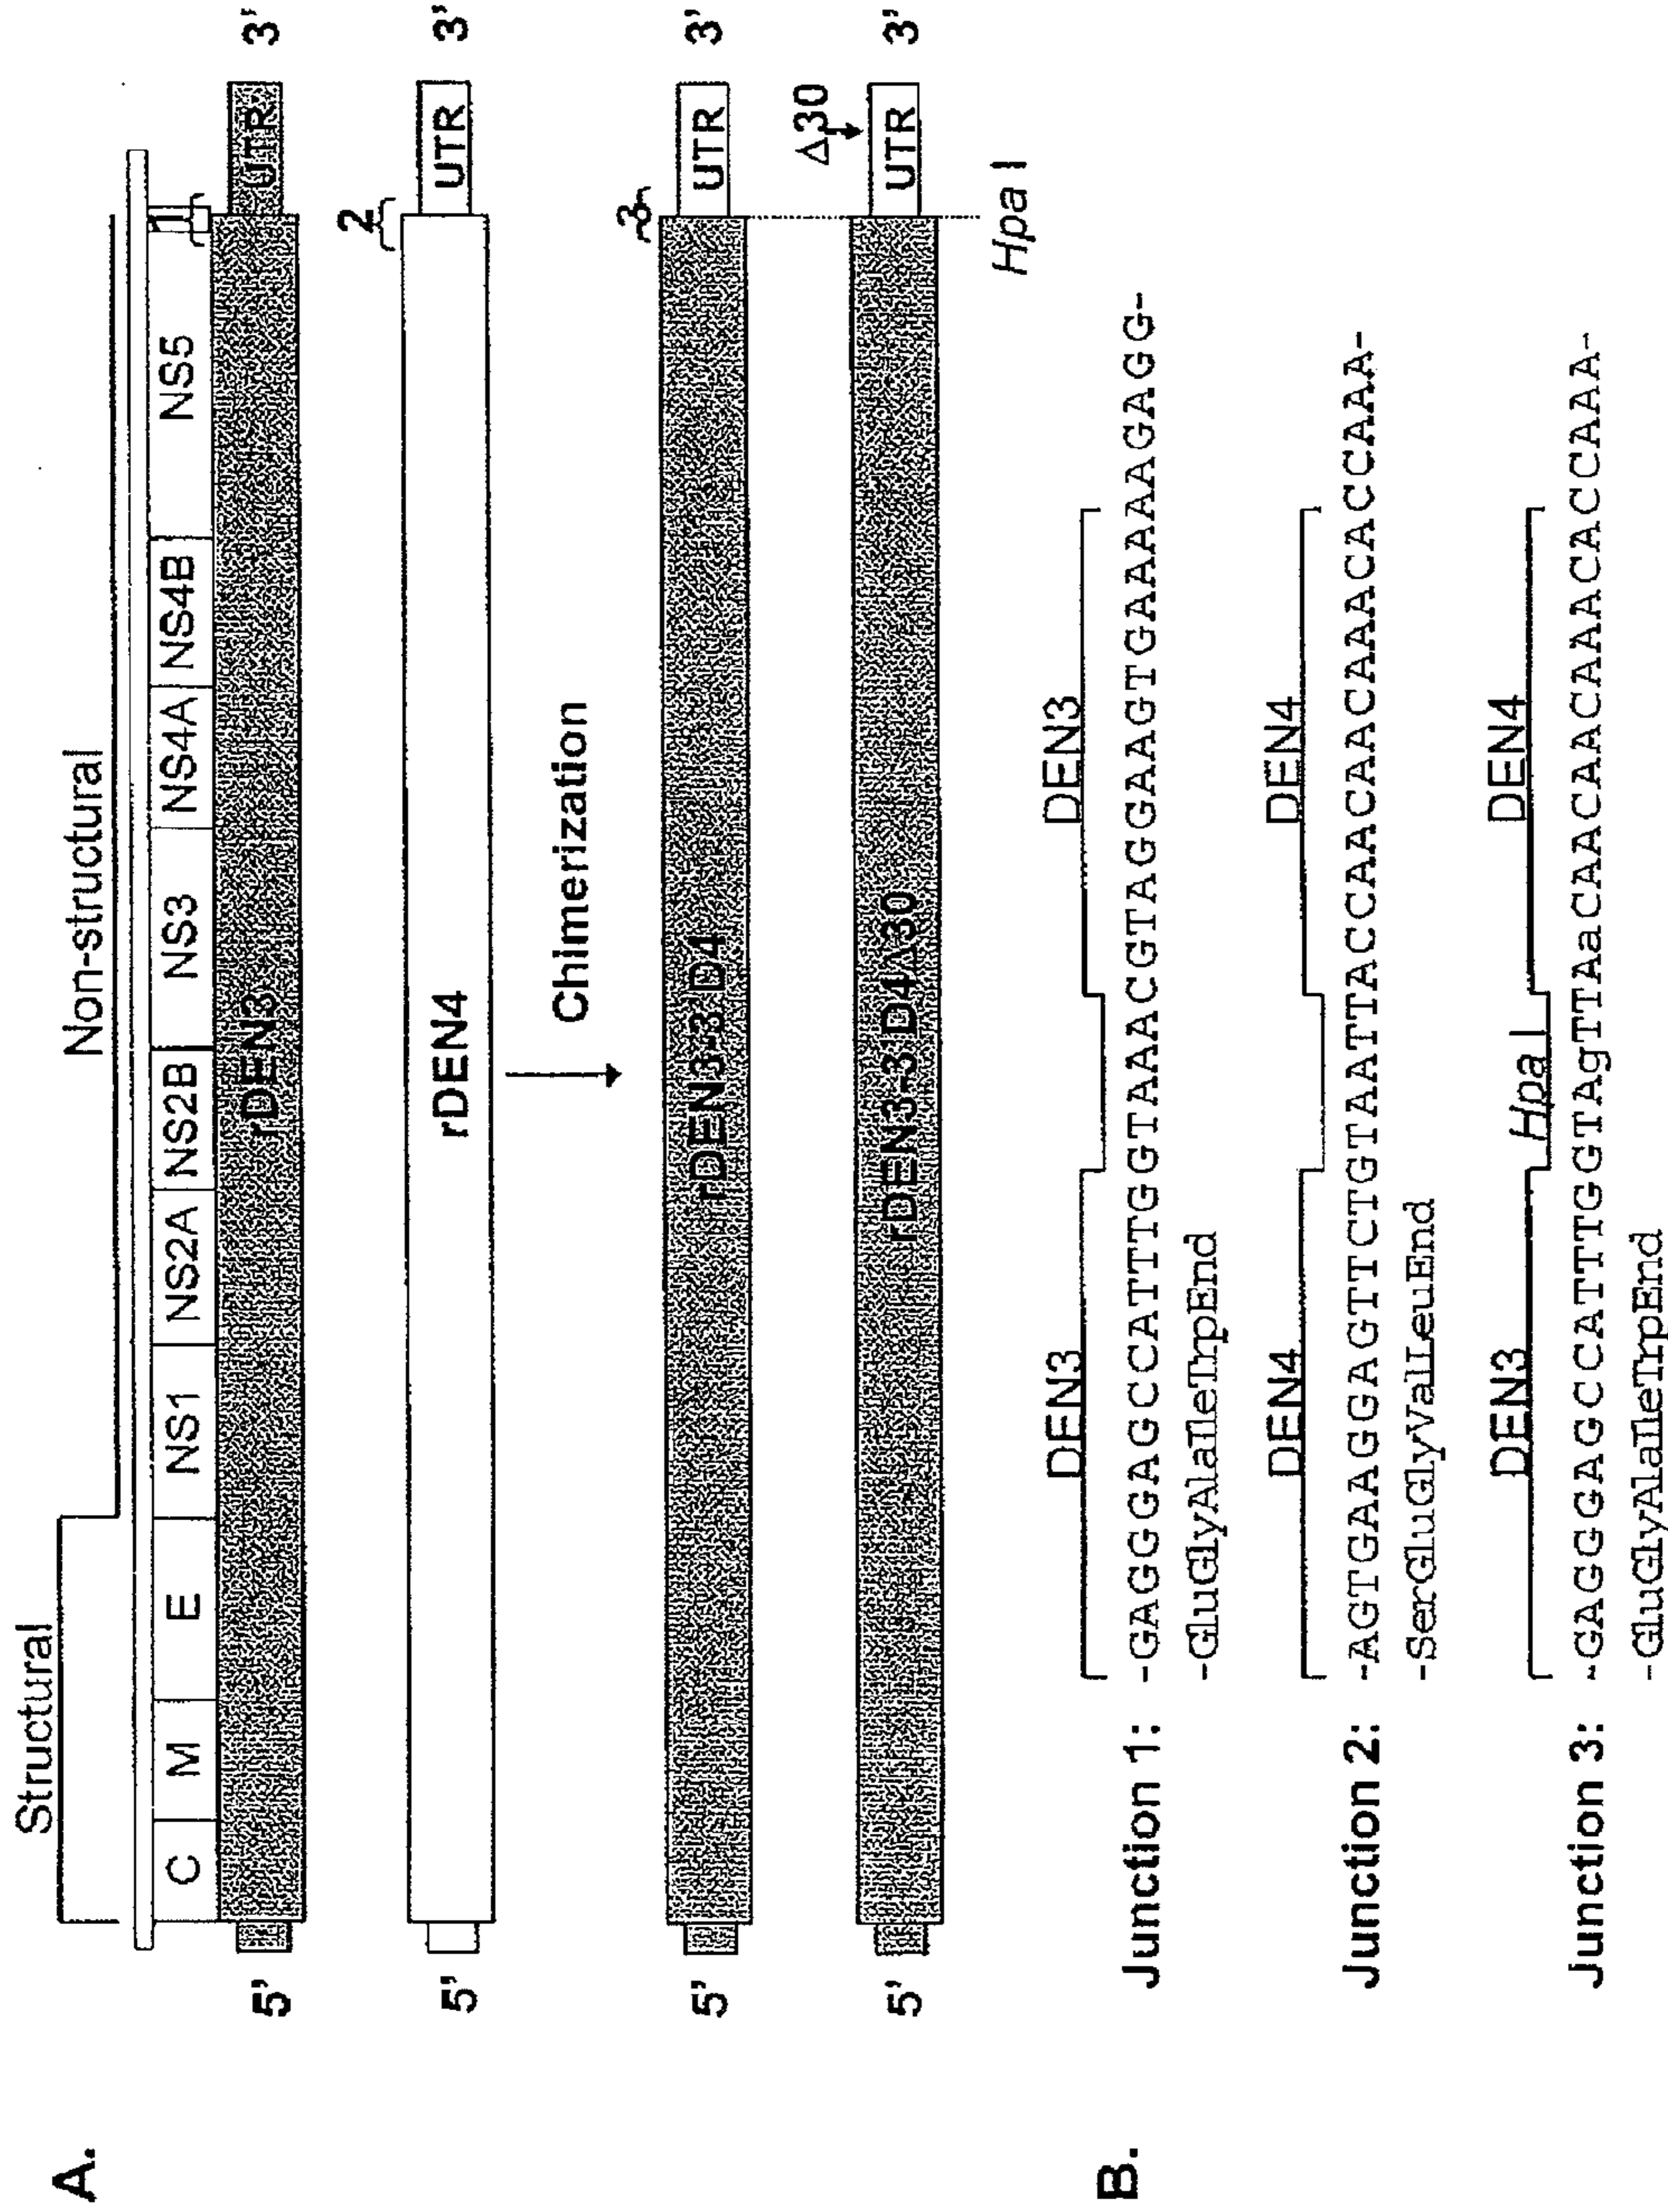 A.
Structural
Non-structural
C M E NS1 NS2A NS2B NS3 NS4A NS4B NS5 1
5' rDEN3 UTR 3'
2
5' rDEN4 UTR 3'
Chimerization
3
5' rDEN3-3'D4 UTR 3'
Δ30
5' rDEN3-3'D4Δ30 UTR 3'
Hpa I
B.
DEN3 DEN3
Junction 1: -GAGGGAGCCATTTGGTAAACGTAGGAAGTGAAAAAGAGG-
-GluGlyAlaIleTrpEnd
DEN4 DEN4
Junction 2: -AGTGAAGGAGTTCTGTAATTACCAACAACAAACACCAAA-
-SerGluGlyValLeuEnd
DEN3 Hpa I DEN4
Junction 3: -GAGGGAGCCATTTGGTAgTTAaCAACAACAAACACCAAA-
-GluGlyAlaIleTrpEnd